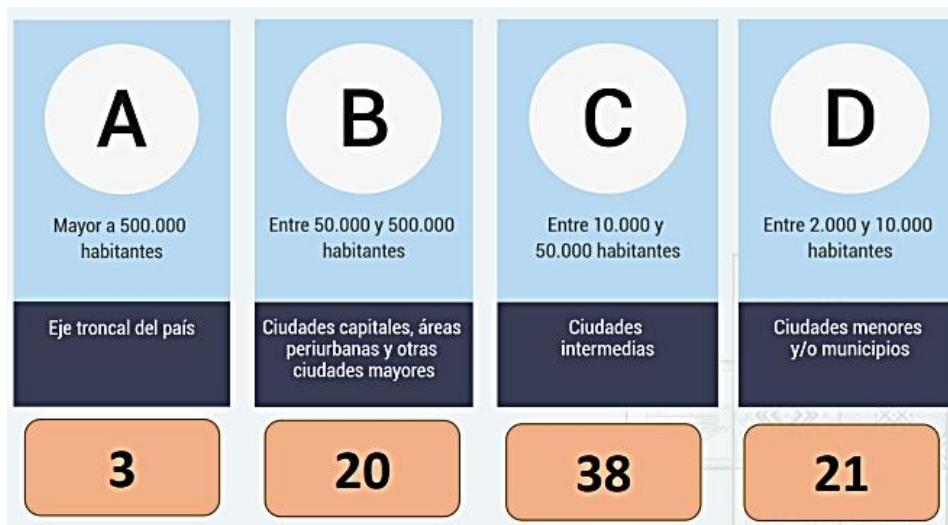 A
Mayor a 500.000
habitantes
Eje troncal del país
3
B
Entre 50.000 y 500.000
habitantes
Ciudades capitales, áreas
periurbanas y otras
ciudades mayores
20
C
Entre 10.000 y
50.000 habitantes
Ciudades
intermedias
38
D
Entre 2.000 y 10.000
habitantes
Ciudades menores
y/o municipios
21